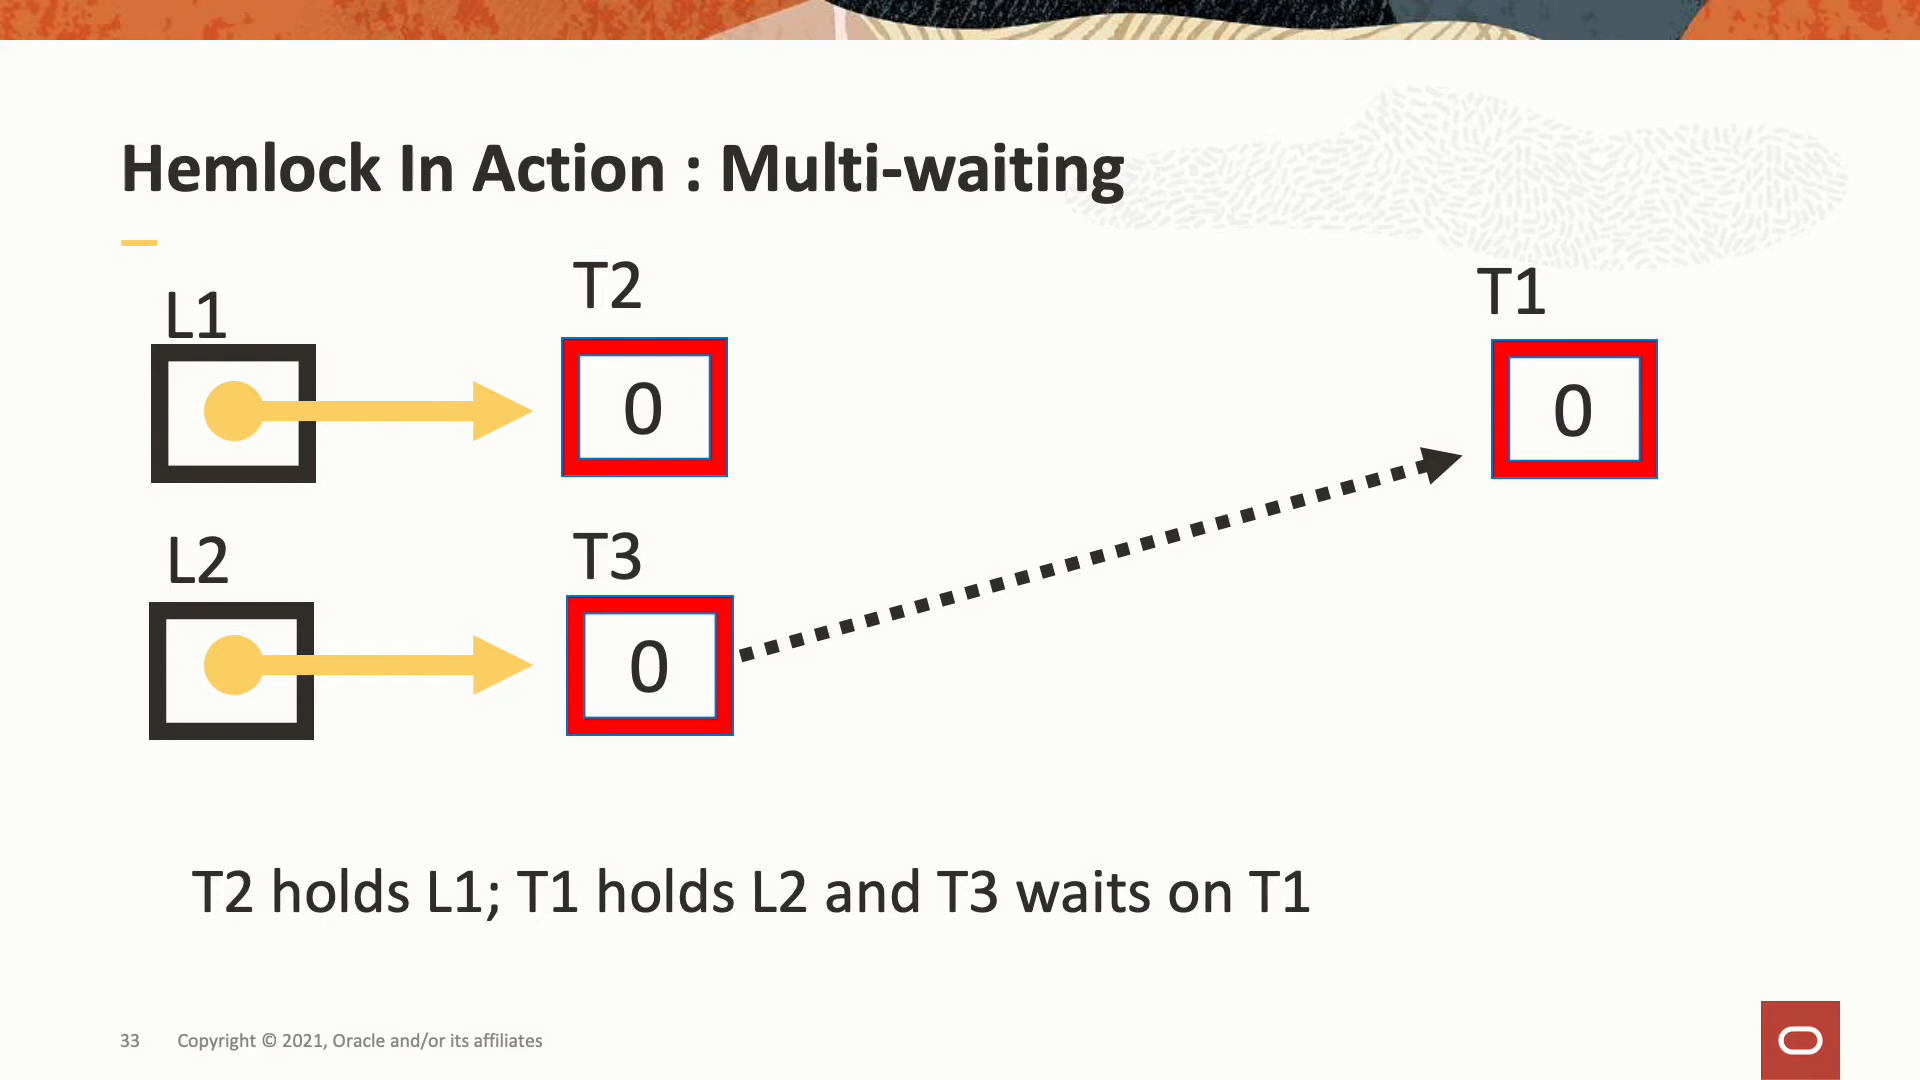 Hemlock In Action : Multi-waiting
L1
T2
T1
0
0
L2
T3
0
T2 holds L1; T1 holds L2 and T3 waits on T1
33 Copyright © 2021, Oracle and/or its affiliates